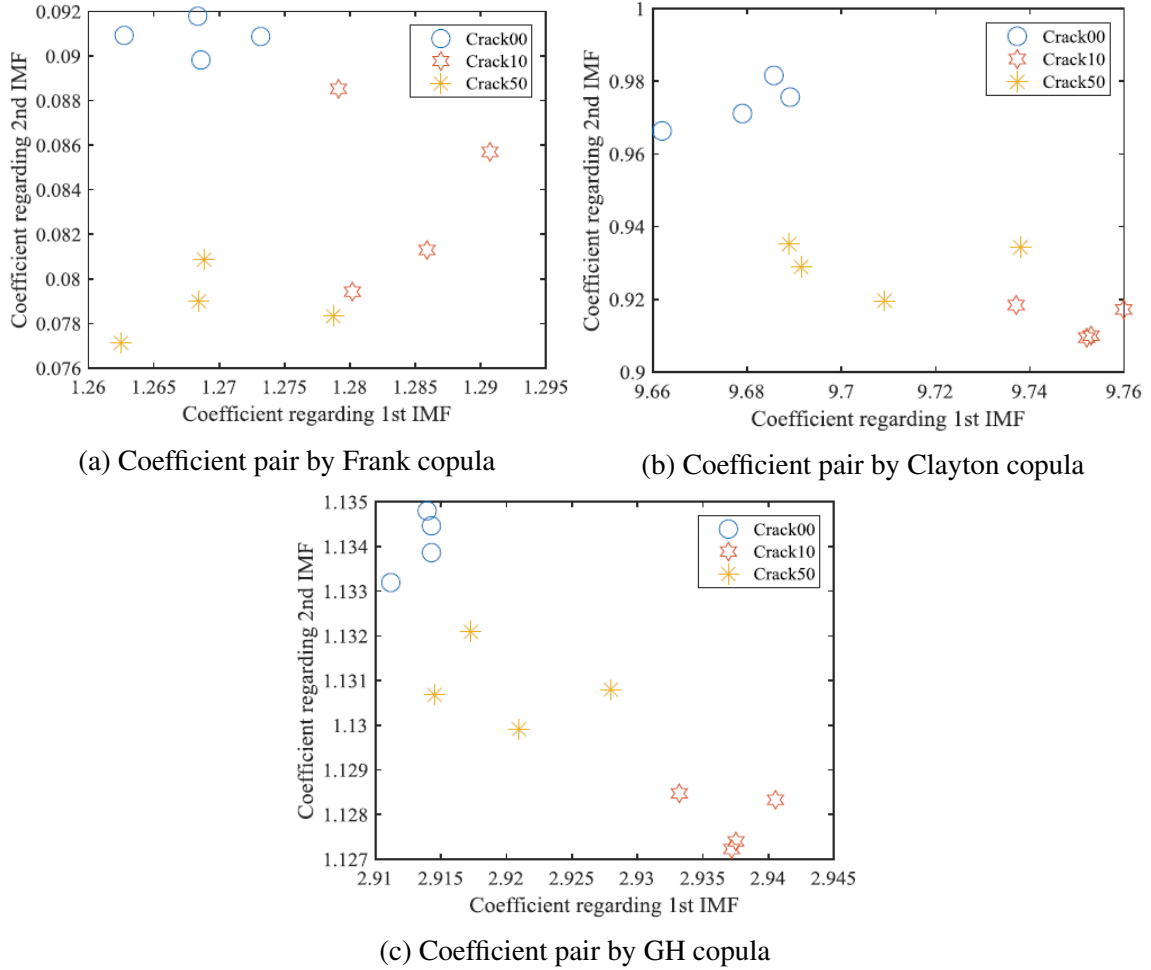 0.092
0.09
0.088
0.086
0.084
0.082
0.08
0.078
0.076
Coefficient regarding 2nd IMF
Crack00
Crack10
Crack50
1.26 1.265 1.27 1.275 1.28 1.285 1.29 1.295
Coefficient regarding 1st IMF
(a) Coefficient pair by Frank copula
1
0.98
0.96
0.94
0.92
0.9
Coefficient regarding 2nd IMF
Crack00
Crack10
Crack50
9.66 9.68 9.7 9.72 9.74 9.76
Coefficient regarding 1st IMF
(b) Coefficient pair by Clayton copula
1.135
1.134
1.133
1.132
1.131
1.13
1.129
1.128
1.127
Coefficient regarding 2nd IMF
Crack00
Crack10
Crack50
2.91 2.915 2.92 2.925 2.93 2.935 2.94 2.945
Coefficient regarding 1st IMF
(c) Coefficient pair by GH copula